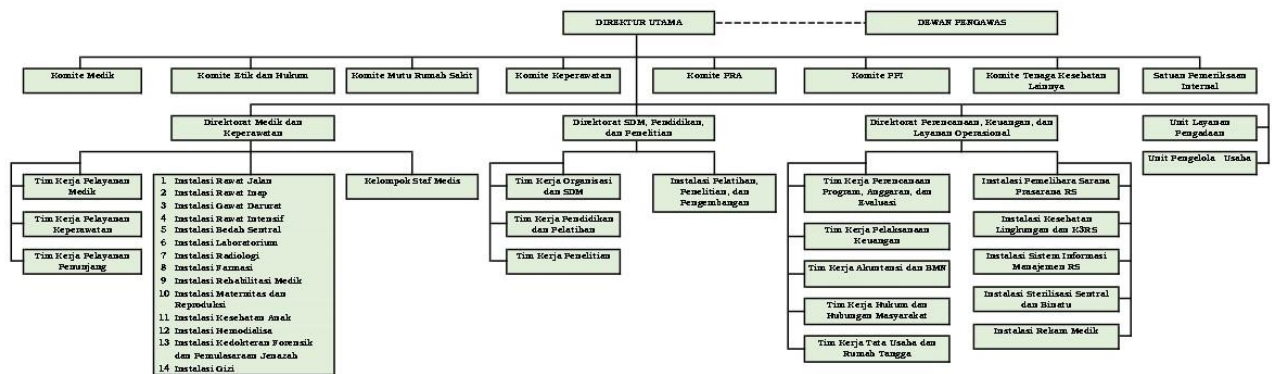 DIREKTUR UTAMA
DEWAN PENGAWAS
Komite Medik
Komite Etik dan Hukum
Komite Mutu Rumah Sakit
Komite Keperawatan
Komite PRA
Komite PPI
Komite Tenaga Kesehatan
Lainnya
Satuan Pemeriksaan
Internal
Direktorat Medik dan
Keperawatan
Direktorat SDM, Pendidikan,
dan Penelitian
Direktorat Perencanaan, Keuangan, dan
Layanan Operasional
Unit Layanan
Pengadaan
Unit Pengelola Usaha
Tim Kerja Pelayanan
Medik
Tim Kerja Pelayanan
Keperawatan
Tim Kerja Pelayanan
Penunjang
1 Instalasi Rawat Jalan
2 Instalasi Rawat Inap
3 Instalasi Gawat Darurat
4 Instalasi Rawat Intensif
5 Instalasi Bedah Sentral
6 Instalasi Laboratorium
7 Instalasi Radiologi
8 Instalasi Farmasi
9 Instalasi Rehabilitasi Medik
10 Instalasi Maternitas dan
Reproduksi
11 Instalasi Kesehatan Anak
12 Instalasi Hemodialisa
13 Instalasi Kedokteran Forensik
dan Pemulasaraan Jenazah
14 Instalasi Gizi
Kelompok Staf Medis
Tim Kerja Organisasi
dan SDM
Tim Kerja Pendidikan
dan Pelatihan
Tim Kerja Penelitian
Instalasi Pelatihan,
Penelitian, dan
Pengembangan
Tim Kerja Perencanaan
Program, Anggaran, dan
Evaluasi
Tim Kerja Pelaksanaan
Keuangan
Tim Kerja Akuntansi dan BMN
Tim Kerja Hukum dan
Hubungan Masyarakat
Tim Kerja Tata Usaha dan
Rumah Tangga
Instalasi Pemelihara Sarana
Prasarana RS
Instalasi Kesehatan
Lingkungan dan K3RS
Instalasi Sistem Informasi
Manajemen RS
Instalasi Sterilisasi Sentral
dan Binatu
Instalasi Rekam Medik